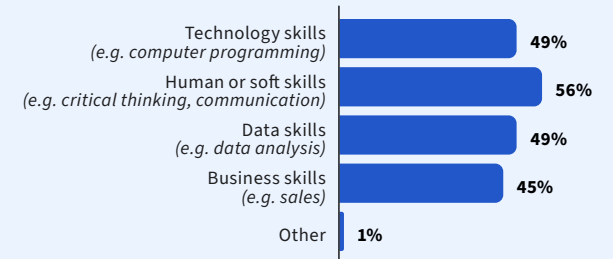 Technology skills
(e.g. computer programming)
49%
Human or soft skills
(e.g. critical thinking, communication)
56%
Data skills
(e.g. data analysis)
49%
Business skills
(e.g. sales)
45%
Other
1%